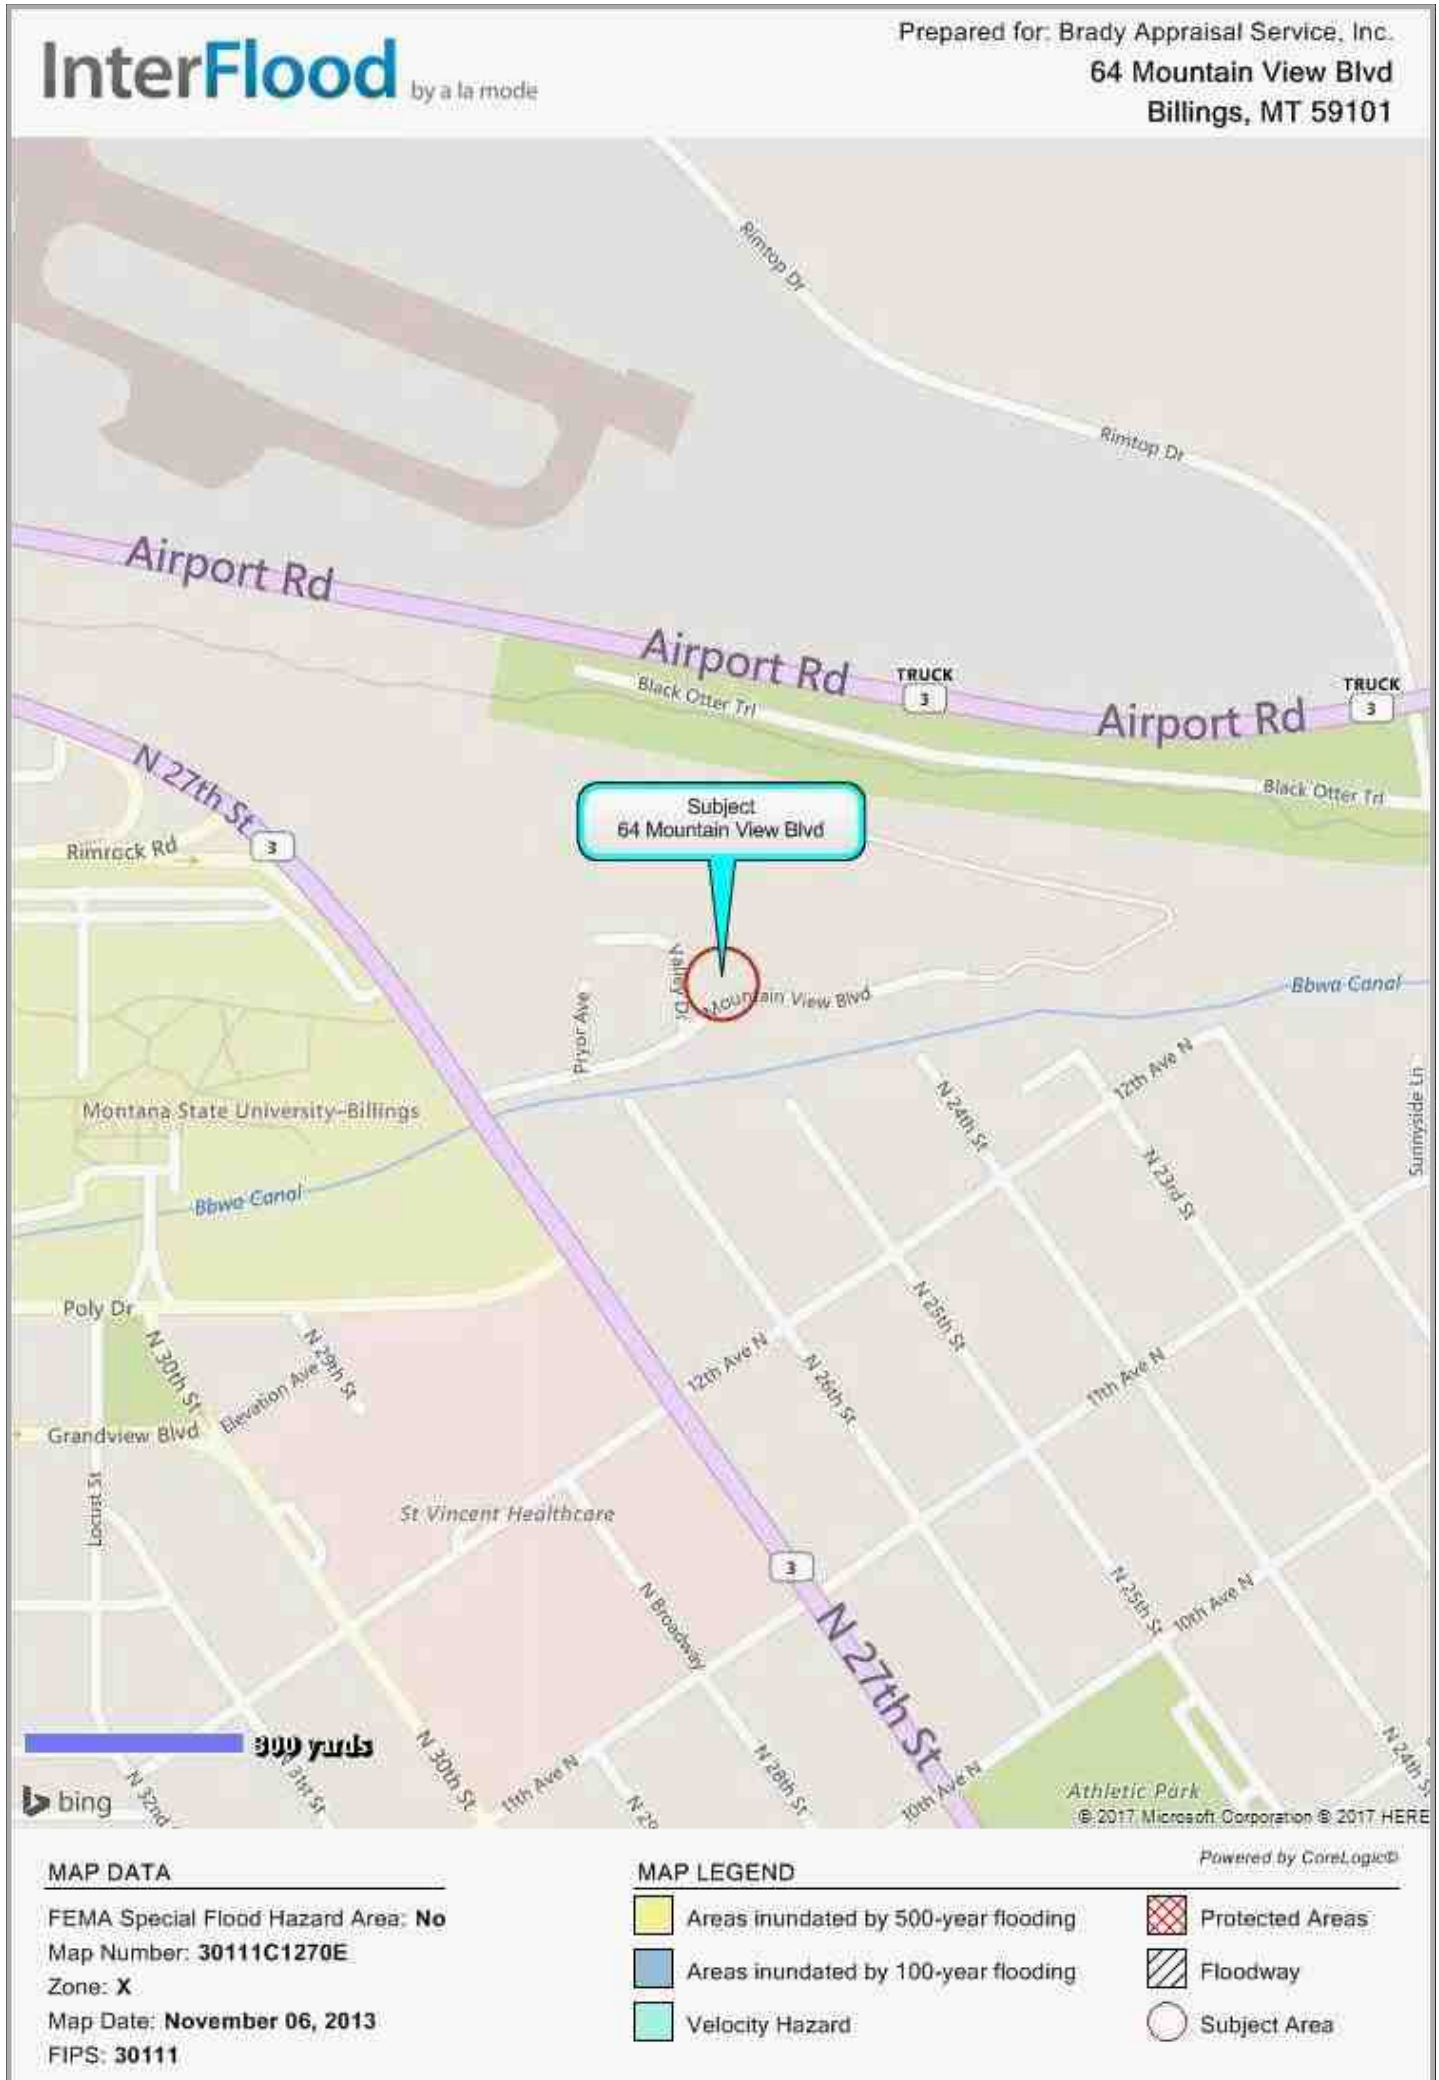 InterFlood by a la mode
Prepared for: Brady Appraisal Service, Inc.
64 Mountain View Blvd
Billings, MT 59101
Rimtop Dr
Rimtop Dr
Airport Rd
Airport Rd
TRUCK
3
TRUCK
3
Airport Rd
Black Otter Trl
Black Otter Trl
N 27th St
3
Rimrock Rd
Subject
64 Mountain View Blvd
Valley Dr
Mountain View Blvd
Pryor Ave
Bbwa Canal
12th Ave N
Sunnyside Ln
N 24th St
N 23rd St
Montana State University–Billings
Bbwa Canal
Poly Dr
N 30th St
N 29th St
Elevation Ave
Grandview Blvd
Locust St
12th Ave N
N 25th St
N 26th St
11th Ave N
St Vincent Healthcare
3
N Broadway
N 25th St
10th Ave N
N 27th St
300 yards
N 32nd
N 31st St
N 30th St
11th Ave N
N 29
N 28th St
10th Ave N
N 24th St
Athletic Park
bing
© 2017 Microsoft Corporation © 2017 HERE
Powered by CoreLogic©
MAP DATA
FEMA Special Flood Hazard Area: No
Map Number: 30111C1270E
Zone: X
Map Date: November 06, 2013
FIPS: 30111
MAP LEGEND
Areas inundated by 500-year flooding
Areas inundated by 100-year flooding
Velocity Hazard
Protected Areas
Floodway
Subject Area